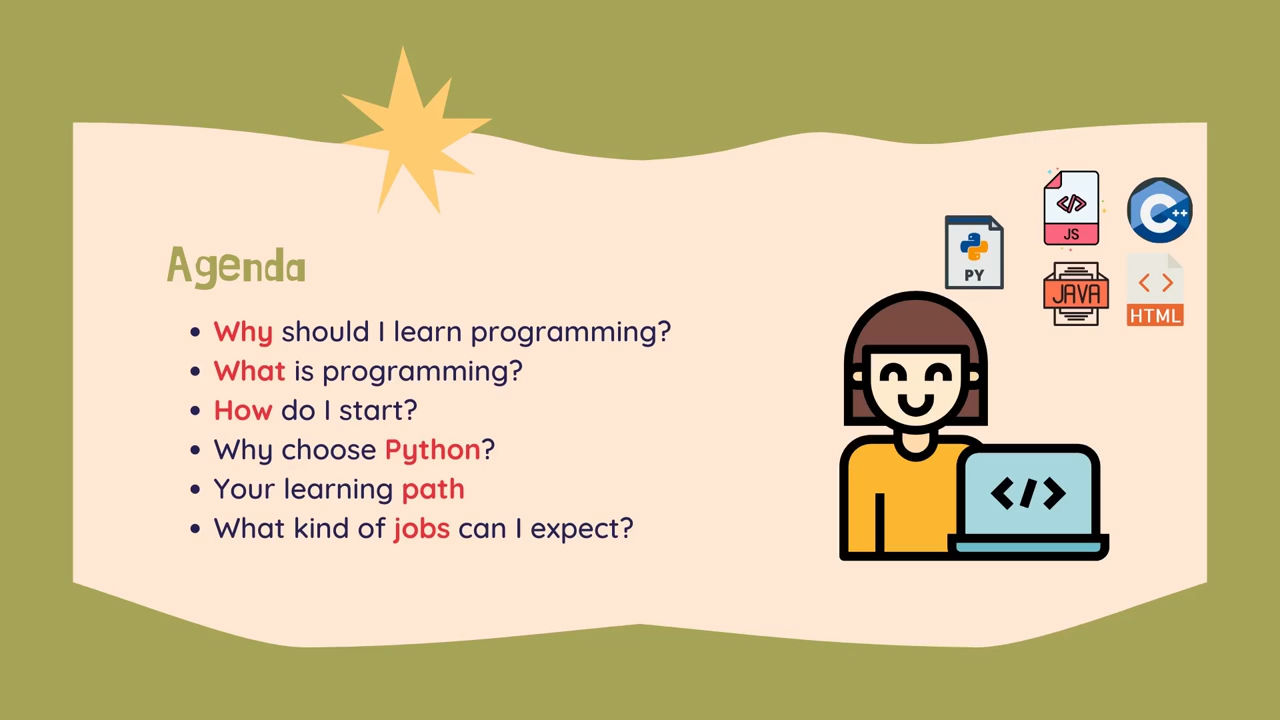 Agenda
Why should I learn programming?
What is programming?
How do I start?
Why choose Python?
Your learning path
What kind of jobs can I expect?
PY
</>
JS
C++
JAVA
< >
HTML
</>